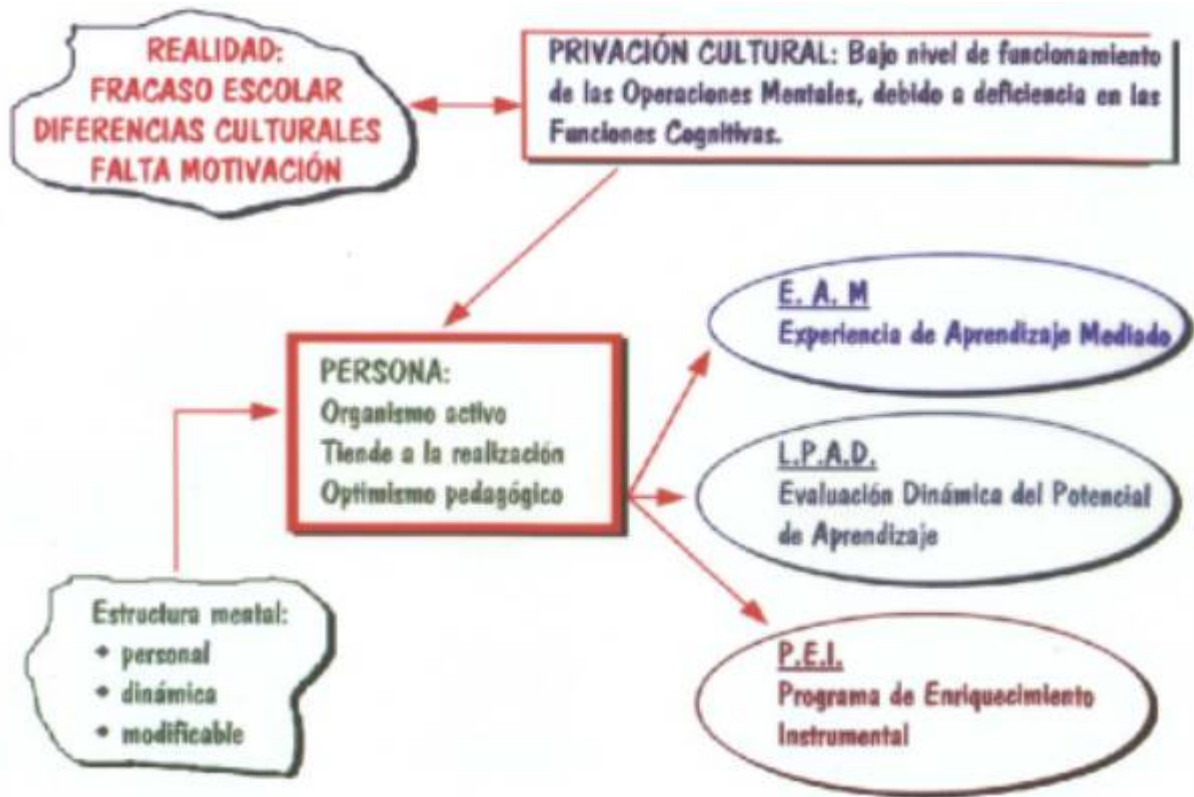 REALIDAD:
FRACASO ESCOLAR
DIFERENCIAS CULTURALES
FALTA MOTIVACIÓN
PRIVACIÓN CULTURAL: Bajo nivel de funcionamiento
de las Operaciones Mentales, debido a deficiencia en las
Funciones Cognitivas.
PERSONA:
Organismo activo
Tiende a la realización
Optimismo pedagógico
Estructura mental:
• personal
• dinámica
• modificable
E. A. M
Experiencia de Aprendizaje Mediado
L.P.A.D.
Evaluación Dinámica del Potencial
de Aprendizaje
P.E.I.
Programa de Enriquecimiento
Instrumental